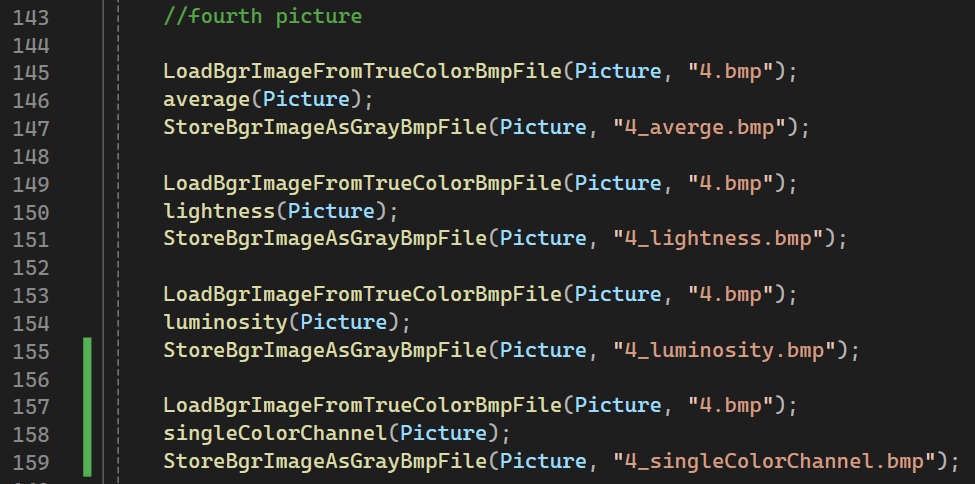 143 //fourth picture
144
145 LoadBgrImageFromTrueColorBmpFile(Picture, "4.bmp");
146 average(Picture);
147 StoreBgrImageAsGrayBmpFile(Picture, "4_averge.bmp");
148
149 LoadBgrImageFromTrueColorBmpFile(Picture, "4.bmp");
150 lightness(Picture);
151 StoreBgrImageAsGrayBmpFile(Picture, "4_lightness.bmp");
152
153 LoadBgrImageFromTrueColorBmpFile(Picture, "4.bmp");
154 luminosity(Picture);
155 StoreBgrImageAsGrayBmpFile(Picture, "4_luminosity.bmp");
156
157 LoadBgrImageFromTrueColorBmpFile(Picture, "4.bmp");
158 singleColorChannel(Picture);
159 StoreBgrImageAsGrayBmpFile(Picture, "4_singleColorChannel.bmp");